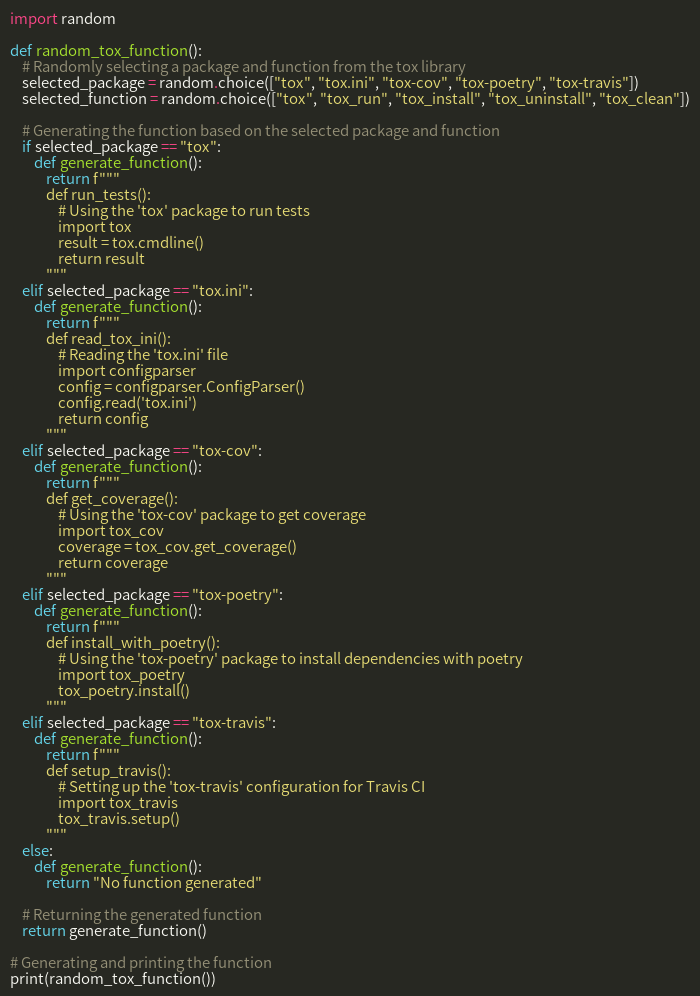 import random

def random_tox_function():
    # Randomly selecting a package and function from the tox library
    selected_package = random.choice(["tox", "tox.ini", "tox-cov", "tox-poetry", "tox-travis"])
    selected_function = random.choice(["tox", "tox_run", "tox_install", "tox_uninstall", "tox_clean"])

    # Generating the function based on the selected package and function
    if selected_package == "tox":
        def generate_function():
            return f"""
            def run_tests():
                # Using the 'tox' package to run tests
                import tox
                result = tox.cmdline()
                return result
            """
    elif selected_package == "tox.ini":
        def generate_function():
            return f"""
            def read_tox_ini():
                # Reading the 'tox.ini' file
                import configparser
                config = configparser.ConfigParser()
                config.read('tox.ini')
                return config
            """
    elif selected_package == "tox-cov":
        def generate_function():
            return f"""
            def get_coverage():
                # Using the 'tox-cov' package to get coverage
                import tox_cov
                coverage = tox_cov.get_coverage()
                return coverage
            """
    elif selected_package == "tox-poetry":
        def generate_function():
            return f"""
            def install_with_poetry():
                # Using the 'tox-poetry' package to install dependencies with poetry
                import tox_poetry
                tox_poetry.install()
            """
    elif selected_package == "tox-travis":
        def generate_function():
            return f"""
            def setup_travis():
                # Setting up the 'tox-travis' configuration for Travis CI
                import tox_travis
                tox_travis.setup()
            """
    else:
        def generate_function():
            return "No function generated"

    # Returning the generated function
    return generate_function()

# Generating and printing the function
print(random_tox_function())